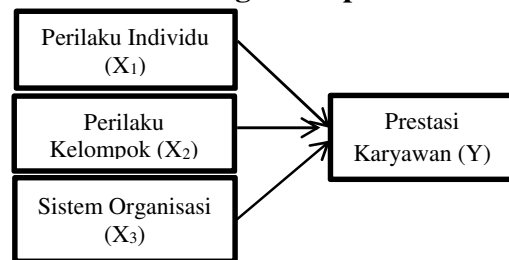 Perilaku Individu
(X₁)
Perilaku
Kelompok (X₂)
Sistem Organisasi
(X₃)
Prestasi
Karyawan (Y)